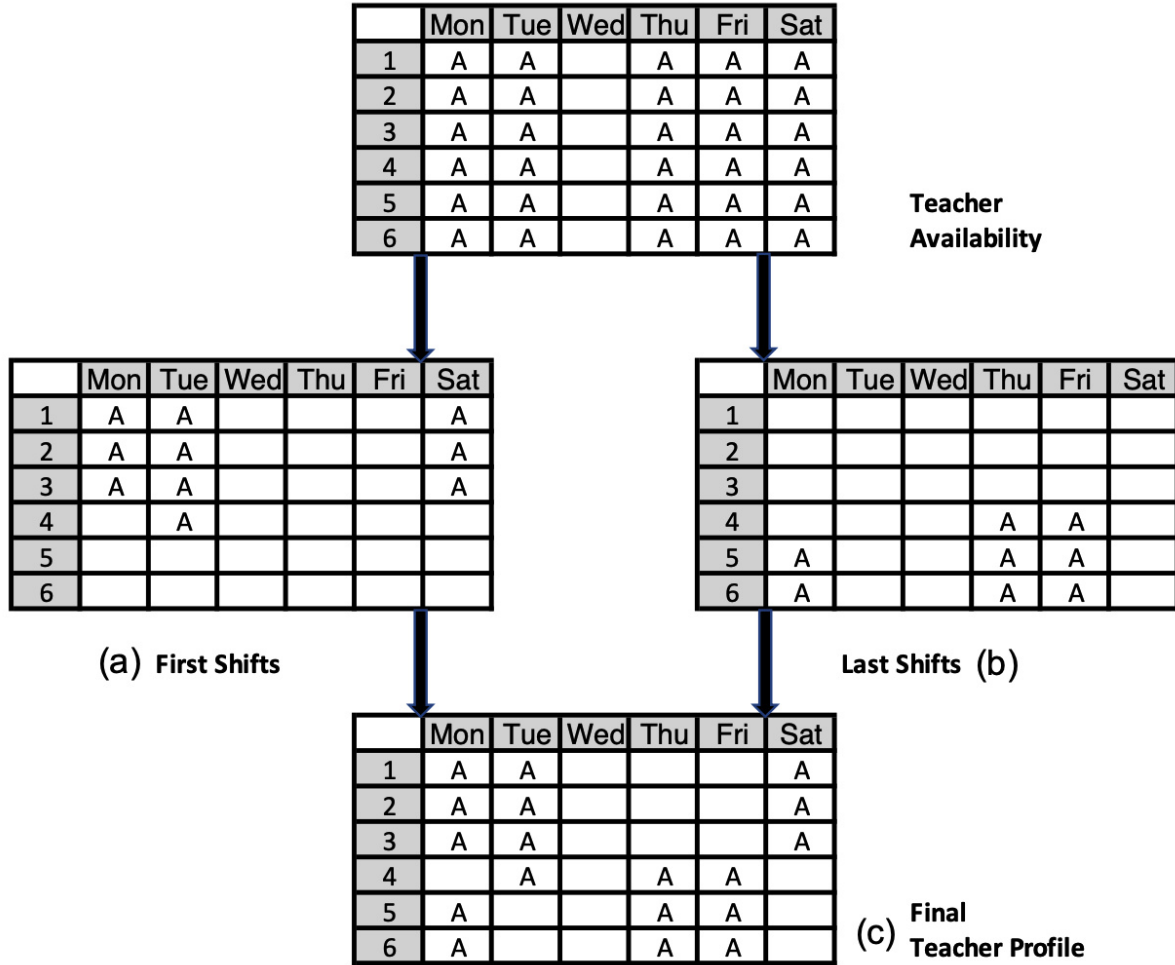 Mon Tue Wed Thu Fri Sat
1 A A A A A
2 A A A A A
3 A A A A A
4 A A A A A
5 A A A A A
6 A A A A A
Teacher
Availability
Mon Tue Wed Thu Fri Sat
1 A A A
2 A A A
3 A A A
4 A
5
6
(a) First Shifts
Mon Tue Wed Thu Fri Sat
1
2
3
4 A A
5 A A A
6 A A A
Last Shifts (b)
Mon Tue Wed Thu Fri Sat
1 A A A
2 A A A
3 A A A
4 A A A
5 A A A
6 A A A
(c) Final
Teacher Profile